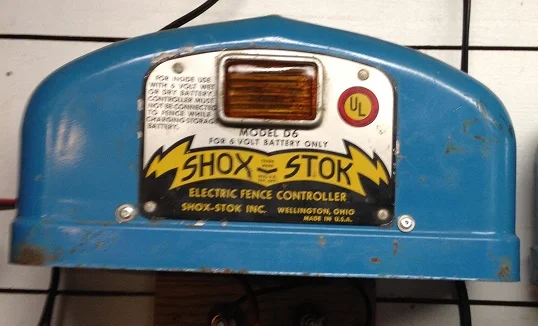 FOR INSIDE USE
WITH 6 VOLT WET
OR DRY BATTERY.
CONTROLLER MUST
NOT BE CONNECTED
TO FENCE WHILE
CHARGING STORAGE
BATTERY.
UL
MODEL D6
FOR 6 VOLT BATTERY ONLY
SHOX STOK
TRADE
MARK
ELECTRIC FENCE CONTROLLER
SHOX-STOK INC. WELLINGTON, OHIO
MADE IN U.S.A.